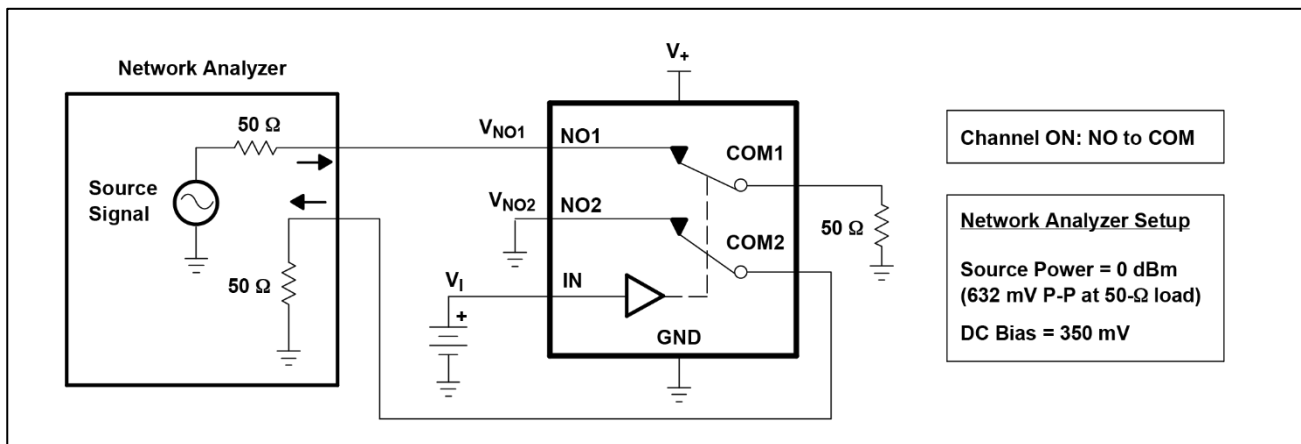 Network Analyzer
50 Ω
Source
Signal
50 Ω
V+
VNO1
NO1
COM1
VNO2
NO2
COM2
50 Ω
VI
+
IN
GND
Channel ON: NO to COM
Network Analyzer Setup
Source Power = 0 dBm
(632 mV P-P at 50-Ω load)
DC Bias = 350 mV